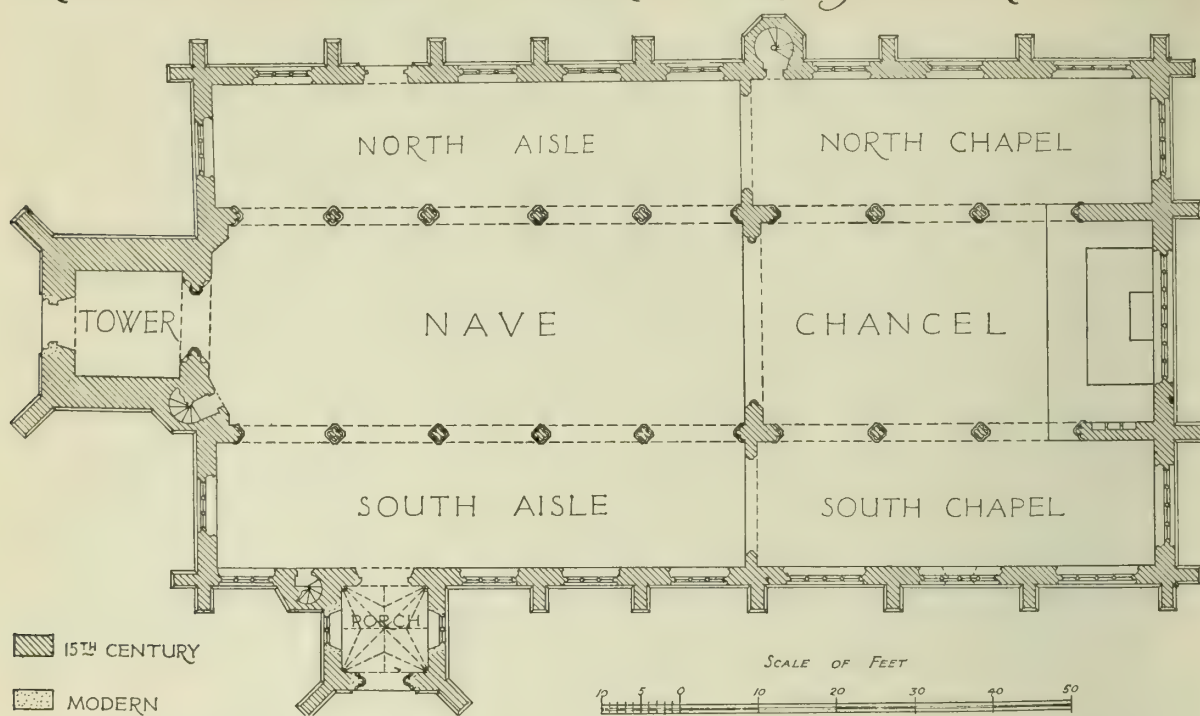 NORTH AISLE
NORTH CHAPEL
TOWER
NAVE
CHANCEL
SOUTH AISLE
SOUTH CHAPEL
PORCH
15TH CENTURY
MODERN
SCALE OF FEET
10 5 0 10 20 30 40 50